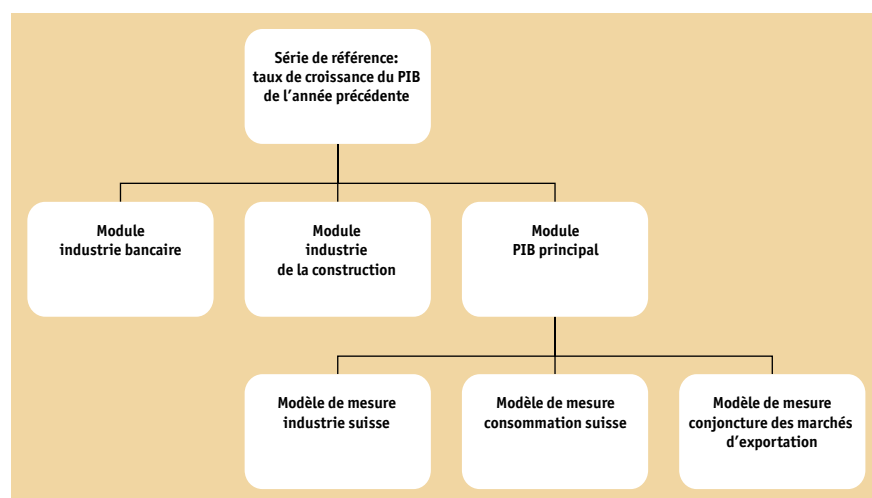 Série de référence:
taux de croissance du PIB
de l'année précédente
Module
industrie bancaire
Module
industrie
de la construction
Module
PIB principal
Modèle de mesure
industrie suisse
Modèle de mesure
consommation suisse
Modèle de mesure
conjoncture des marchés
d'exportation